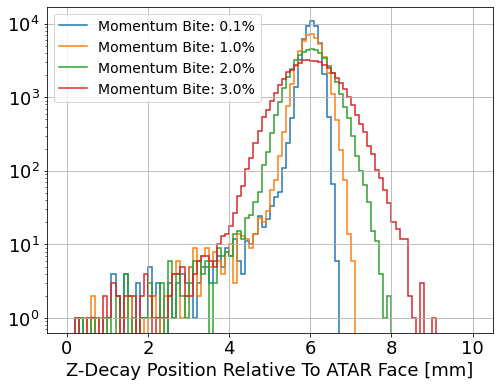 Momentum Bite: 0.1%
Momentum Bite: 1.0%
Momentum Bite: 2.0%
Momentum Bite: 3.0%
10⁴
10³
10²
10¹
10⁰
0 2 4 6 8 10
Z-Decay Position Relative To ATAR Face [mm]